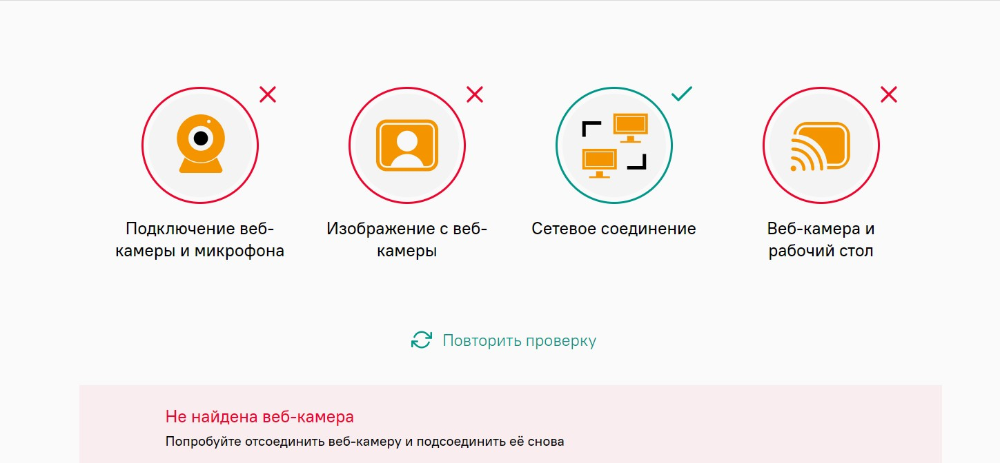 Подключение веб-
камеры и микрофона
Изображение с веб-
камеры
Сетевое соединение
Веб-камера и
рабочий стол
Повторить проверку
Не найдена веб-камера
Попробуйте отсоединить веб-камеру и подсоединить её снова